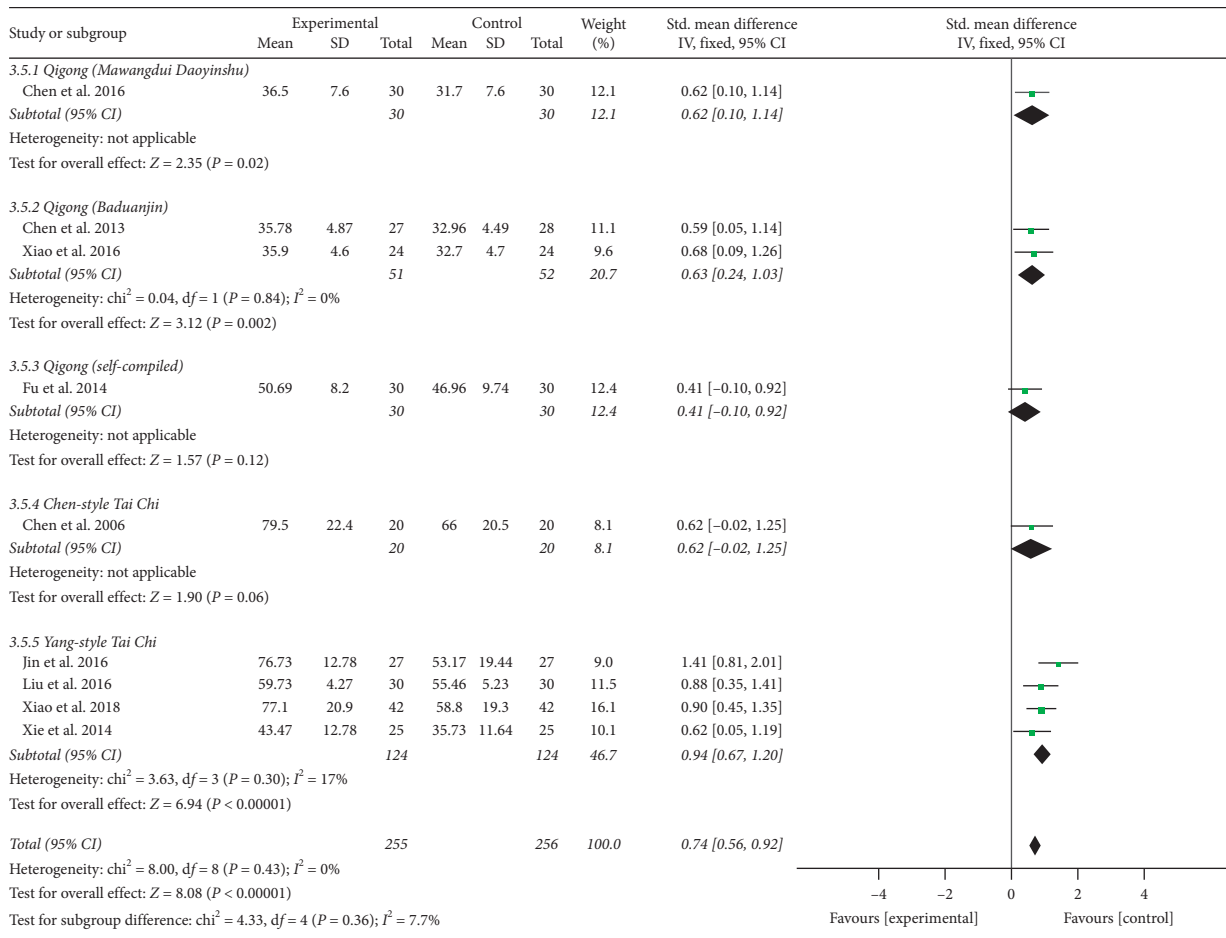 Study or subgroup Experimental Control Weight Std. mean difference Std. mean difference
Mean SD Total Mean SD Total (%) IV, fixed, 95% CI IV, fixed, 95% CI
3.5.1 Qigong (Mawangdui Daoyinshu)
Chen et al. 2016 36.5 7.6 30 31.7 7.6 30 12.1 0.62 [0.10, 1.14]
Subtotal (95% CI) 30 30 12.1 0.62 [0.10, 1.14]
Heterogeneity: not applicable
Test for overall effect: Z = 2.35 (P = 0.02)
3.5.2 Qigong (Baduanjin)
Chen et al. 2013 35.78 4.87 27 32.96 4.49 28 11.1 0.59 [0.05, 1.14]
Xiao et al. 2016 35.9 4.6 24 32.7 4.7 24 9.6 0.68 [0.09, 1.26]
Subtotal (95% CI) 51 52 20.7 0.63 [0.24, 1.03]
Heterogeneity: chi² = 0.04, df = 1 (P = 0.84); I² = 0%
Test for overall effect: Z = 3.12 (P = 0.002)
3.5.3 Qigong (self-compiled)
Fu et al. 2014 50.69 8.2 30 46.96 9.74 30 12.4 0.41 [–0.10, 0.92]
Subtotal (95% CI) 30 30 12.4 0.41 [–0.10, 0.92]
Heterogeneity: not applicable
Test for overall effect: Z = 1.57 (P = 0.12)
3.5.4 Chen-style Tai Chi
Chen et al. 2006 79.5 22.4 20 66 20.5 20 8.1 0.62 [–0.02, 1.25]
Subtotal (95% CI) 20 20 8.1 0.62 [–0.02, 1.25]
Heterogeneity: not applicable
Test for overall effect: Z = 1.90 (P = 0.06)
3.5.5 Yang-style Tai Chi
Jin et al. 2016 76.73 12.78 27 53.17 19.44 27 9.0 1.41 [0.81, 2.01]
Liu et al. 2016 59.73 4.27 30 55.46 5.23 30 11.5 0.88 [0.35, 1.41]
Xiao et al. 2018 77.1 20.9 42 58.8 19.3 42 16.1 0.90 [0.45, 1.35]
Xie et al. 2014 43.47 12.78 25 35.73 11.64 25 10.1 0.62 [0.05, 1.19]
Subtotal (95% CI) 124 124 46.7 0.94 [0.67, 1.20]
Heterogeneity: chi² = 3.63, df = 3 (P = 0.30); I² = 17%
Test for overall effect: Z = 6.94 (P < 0.00001)
Total (95% CI) 255 256 100.0 0.74 [0.56, 0.92]
Heterogeneity: chi² = 8.00, df = 8 (P = 0.43); I² = 0%
Test for overall effect: Z = 8.08 (P < 0.00001)
Test for subgroup difference: chi² = 4.33, df = 4 (P = 0.36); I² = 7.7%
–4 –2 0 2 4
Favours [experimental] Favours [control]